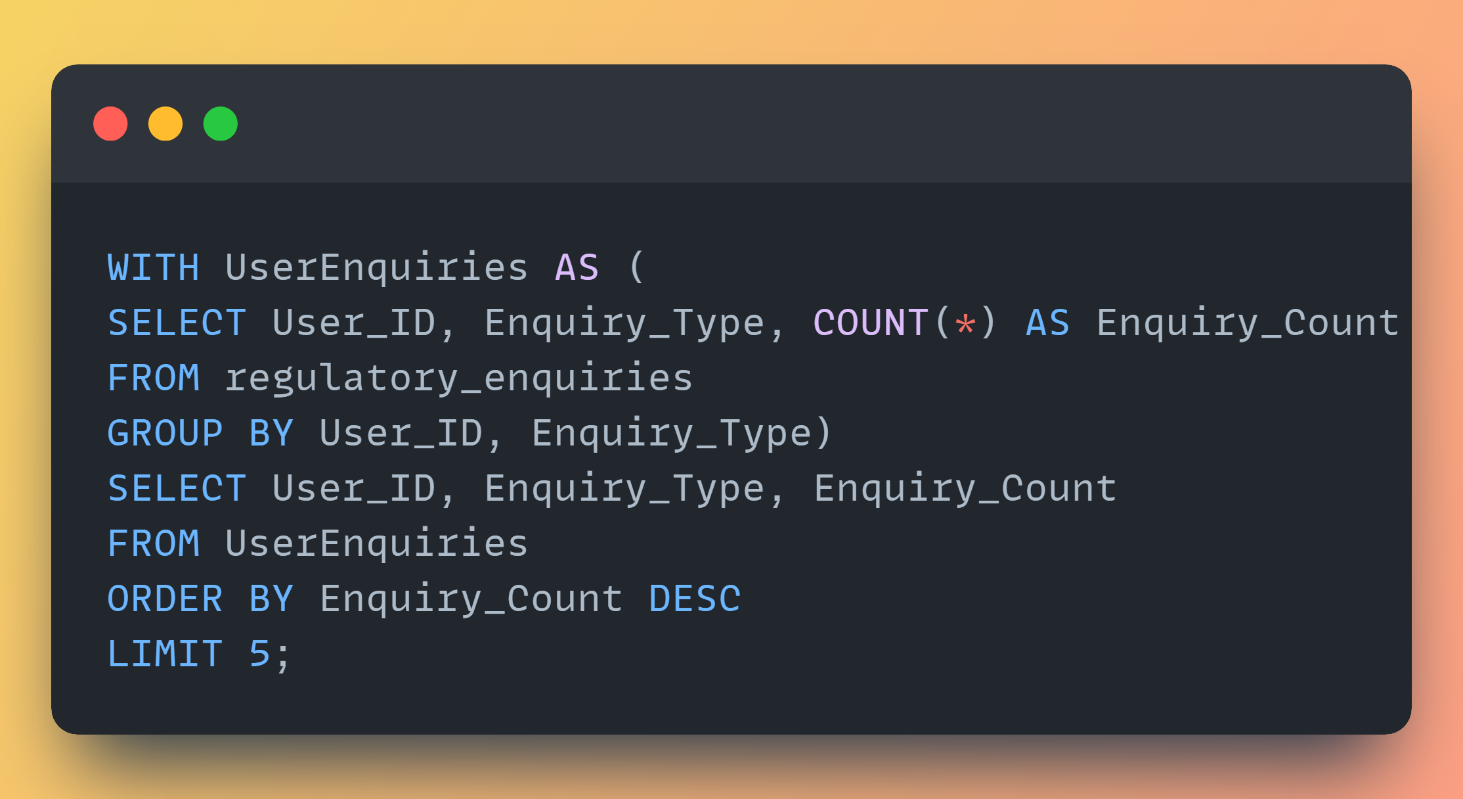 WITH UserEnquiries AS (
SELECT User_ID, Enquiry_Type, COUNT(*) AS Enquiry_Count
FROM regulatory_enquiries
GROUP BY User_ID, Enquiry_Type)
SELECT User_ID, Enquiry_Type, Enquiry_Count
FROM UserEnquiries
ORDER BY Enquiry_Count DESC
LIMIT 5;